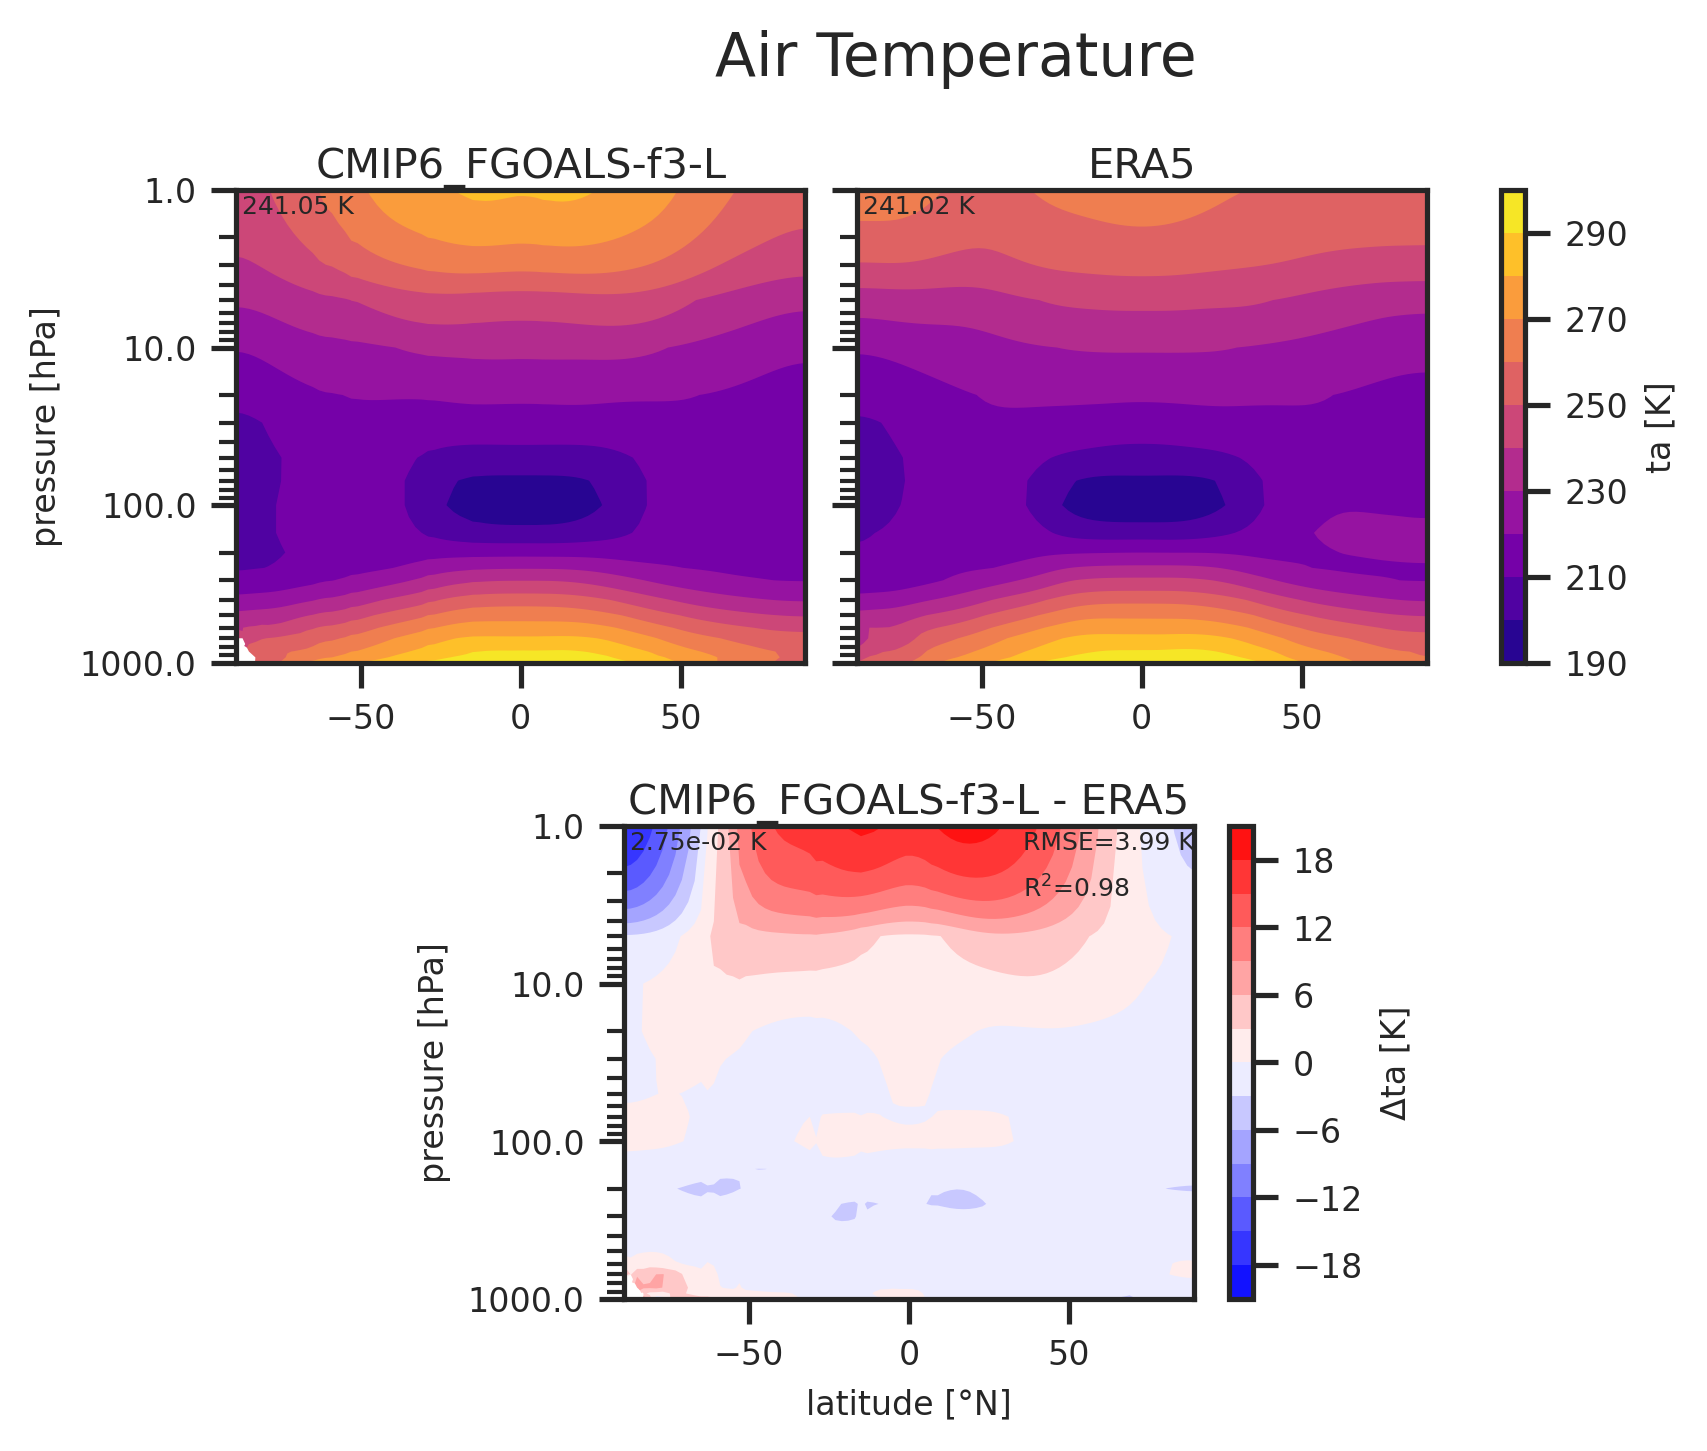 Air Temperature
CMIP6_FGOALS-f3-L
ERA5
241.05 K
241.02 K
1.0
10.0
100.0
1000.0
pressure [hPa]
−50 0 50
−50 0 50
290
270
250
230
210
190
ta [K]
CMIP6_FGOALS-f3-L - ERA5
2.75e-02 K
RMSE=3.99 K
R²=0.98
1.0
10.0
100.0
1000.0
pressure [hPa]
−50 0 50
latitude [°N]
18
12
6
0
−6
−12
−18
Δta [K]